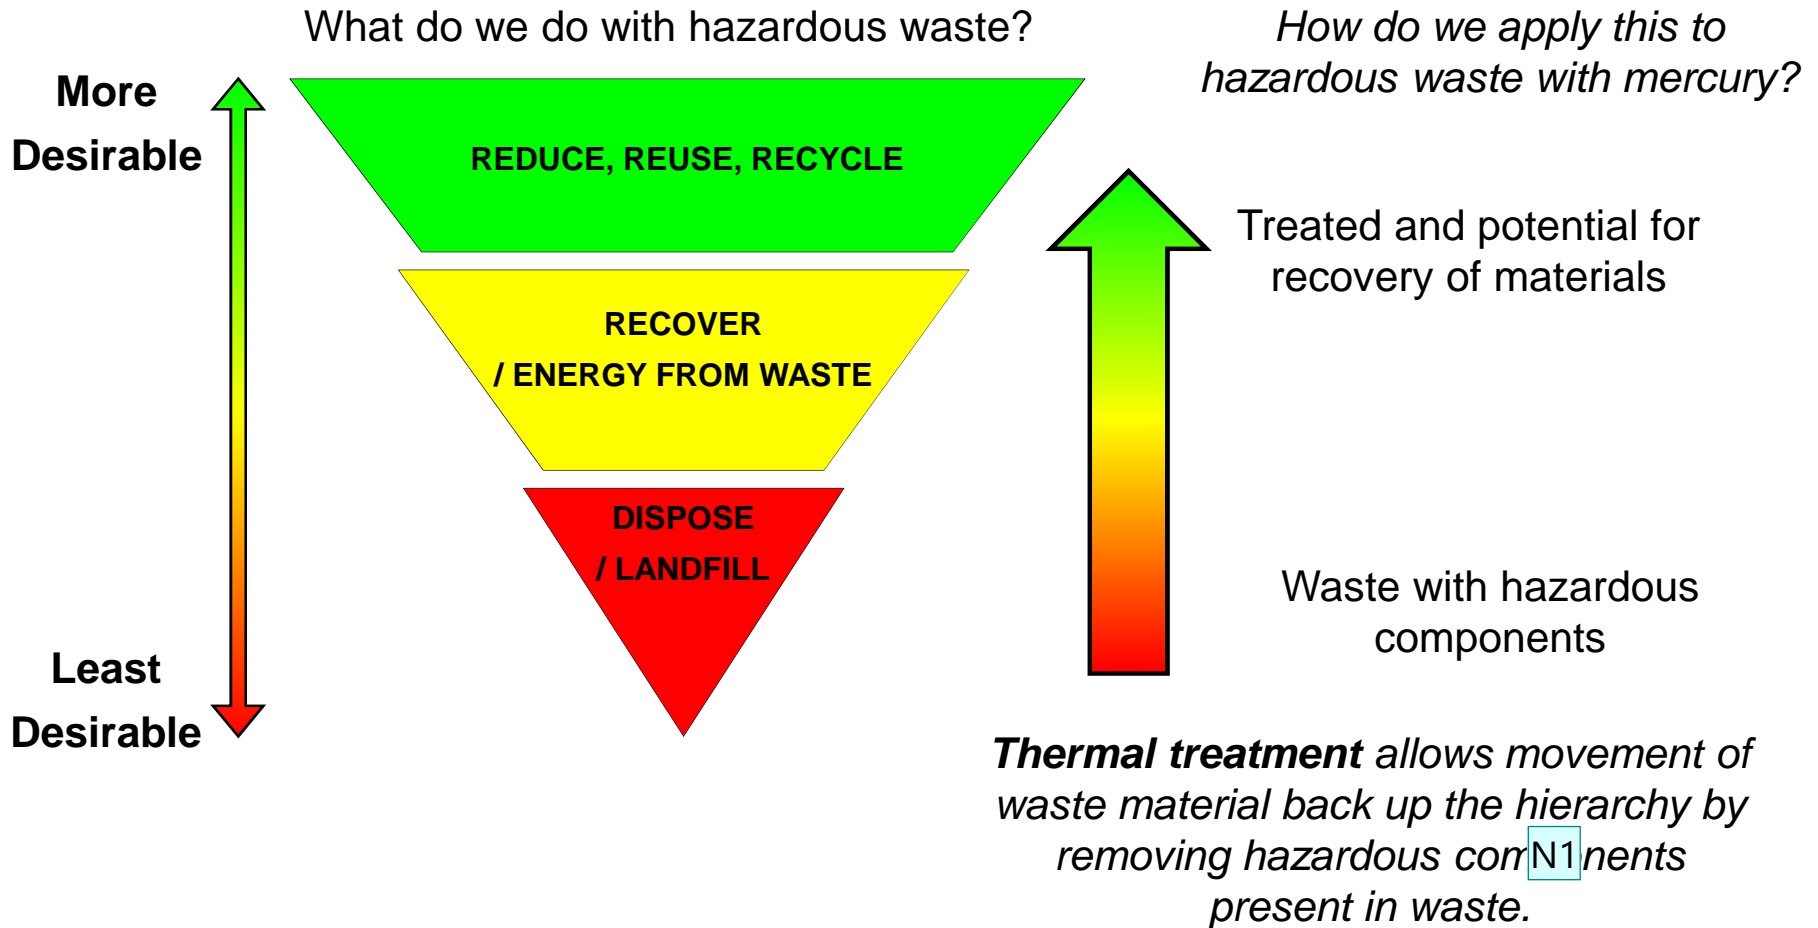 What do we do with hazardous waste?
How do we apply this to
hazardous waste with mercury?
More
Desirable
REDUCE, REUSE, RECYCLE
RECOVER
/ ENERGY FROM WASTE
DISPOSE
/ LANDFILL
Least
Desirable
Treated and potential for
recovery of materials
Waste with hazardous
components
Thermal treatment allows movement of
waste material back up the hierarchy by
removing hazardous com N1 nents
present in waste.